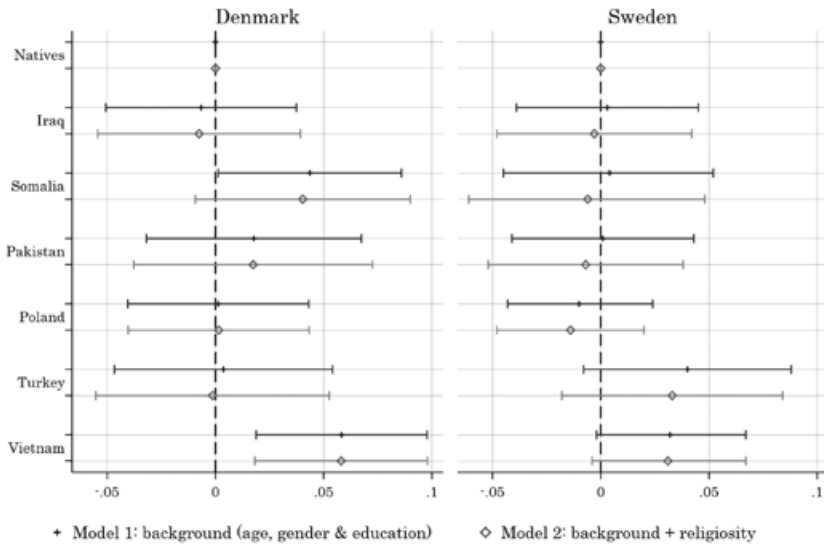 Denmark Sweden
Natives
Iraq
Somalia
Pakistan
Poland
Turkey
Vietnam
-.05 0 .05 .1 -.05 0 .05 .1
Model 1: background (age, gender & education) Model 2: background + religiosity